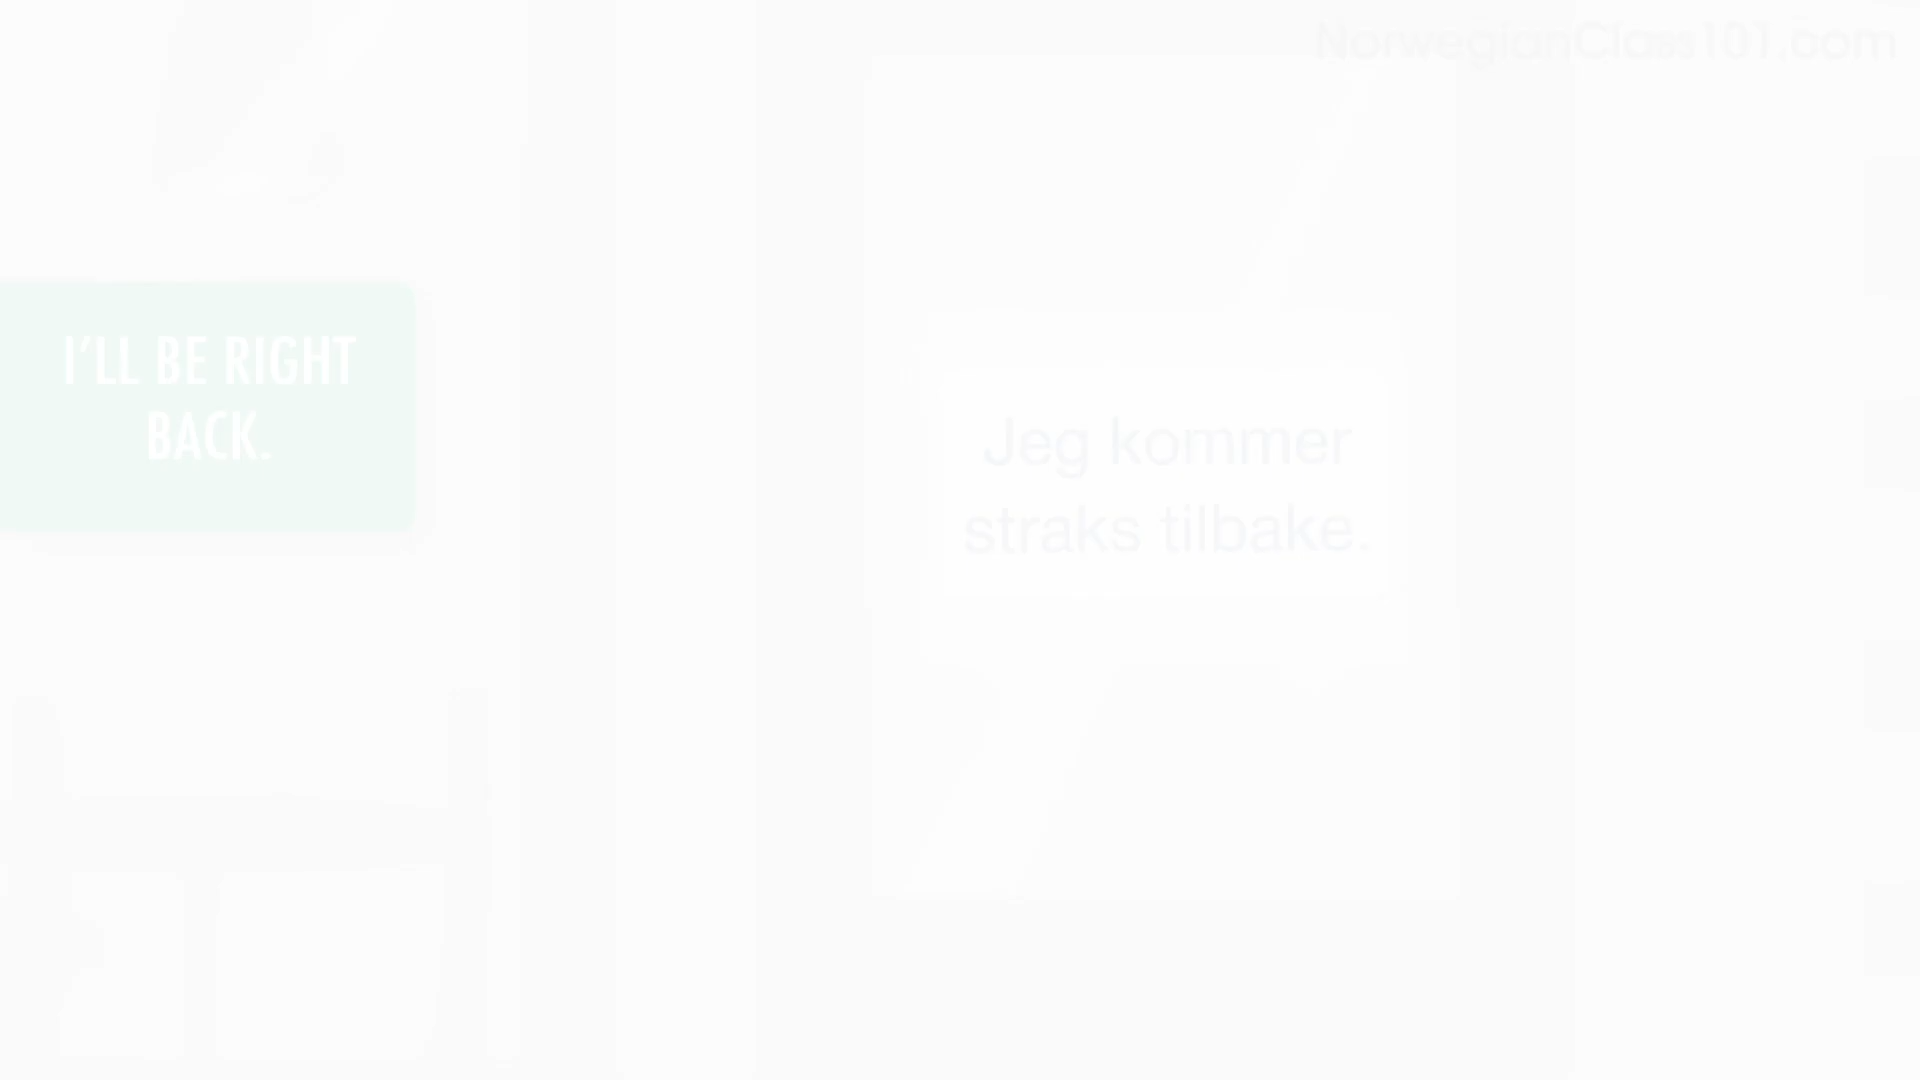 NorwegianClass101.com
I'LL BE RIGHT
BACK.
Jeg kommer
straks tilbake.